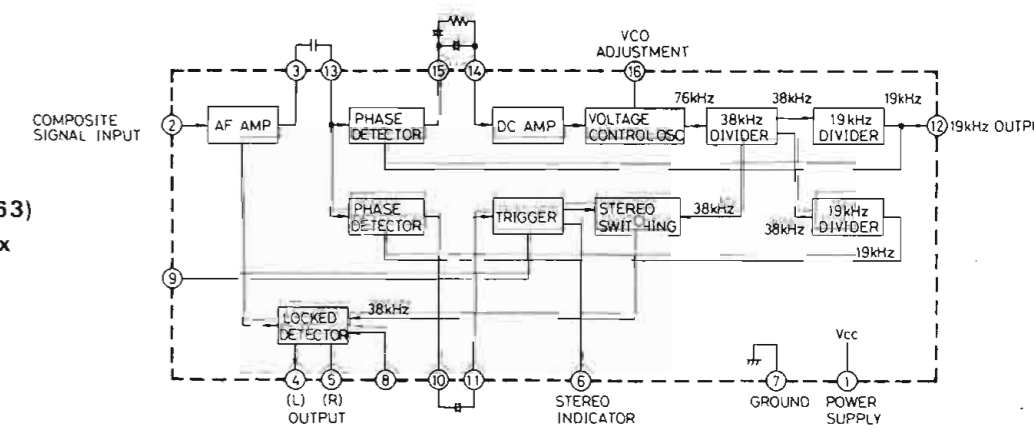 VCO
ADJUSTMENT
3
13
15
14
16
76kHz
38kHz
19kHz
COMPOSITE
SIGNAL INPUT
2
AF AMP
PHASE
DETECTOR
DC AMP
VOLTAGE
CONTROL OSC
38kHz
DIVIDER
19kHz
DIVIDER
12
19kHz OUTPU
63)
x
PHASE
DETECTOR
TRIGGER
STEREO
SWITCHING
38kHz
38kHz
19kHz
DIVIDER
19kHz
9
LOCKED
DETECTOR
38kHz
Vcc
4
5
8
10
11
6
7
1
(L)
(R)
OUTPUT
STEREO
INDICATOR
GROUND
POWER
SUPPLY